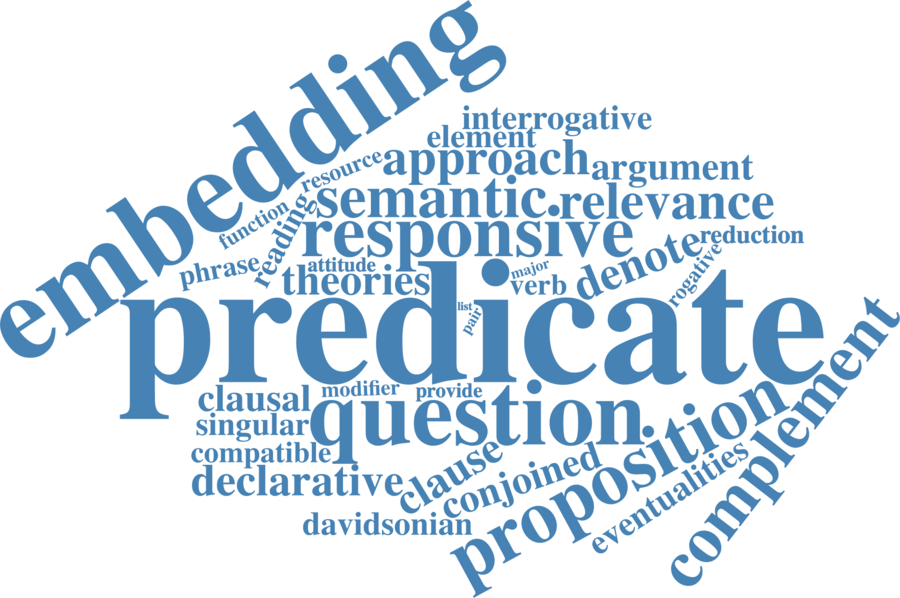 embedding
interrogative
element
approach
argument
resource
function
reading
semantic
relevance
responsive
denote
reduction
phrase
attitude
theories
major
verb
rogative
predicate
list
pair
complement
clausal
modifier
provide
singular
question
proposition
compatible
declarative
clause
conjoined
eventualities
davidsonian